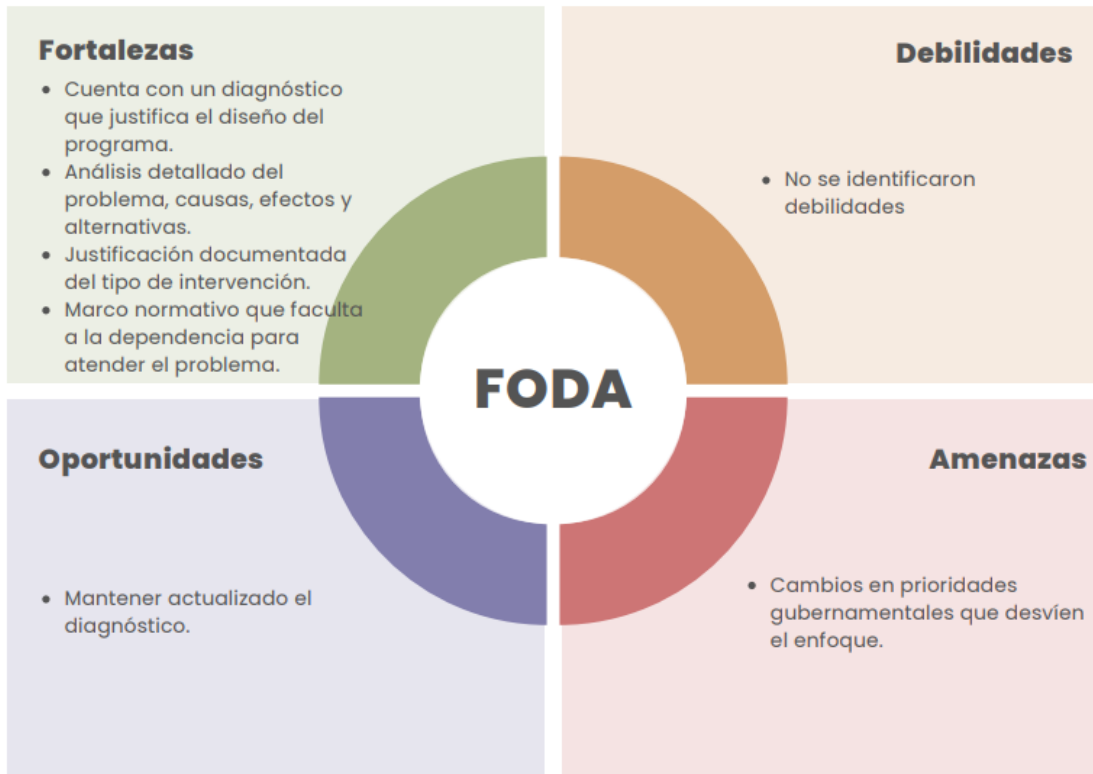 Fortalezas
• Cuenta con un diagnóstico
que justifica el diseño del
programa.
• Análisis detallado del
problema, causas, efectos y
alternativas.
• Justificación documentada
del tipo de intervención.
• Marco normativo que faculta
a la dependencia para
atender el problema.
Debilidades
• No se identificaron
debilidades
FODA
Oportunidades
• Mantener actualizado el
diagnóstico.
Amenazas
• Cambios en prioridades
gubernamentales que desvíen
el enfoque.